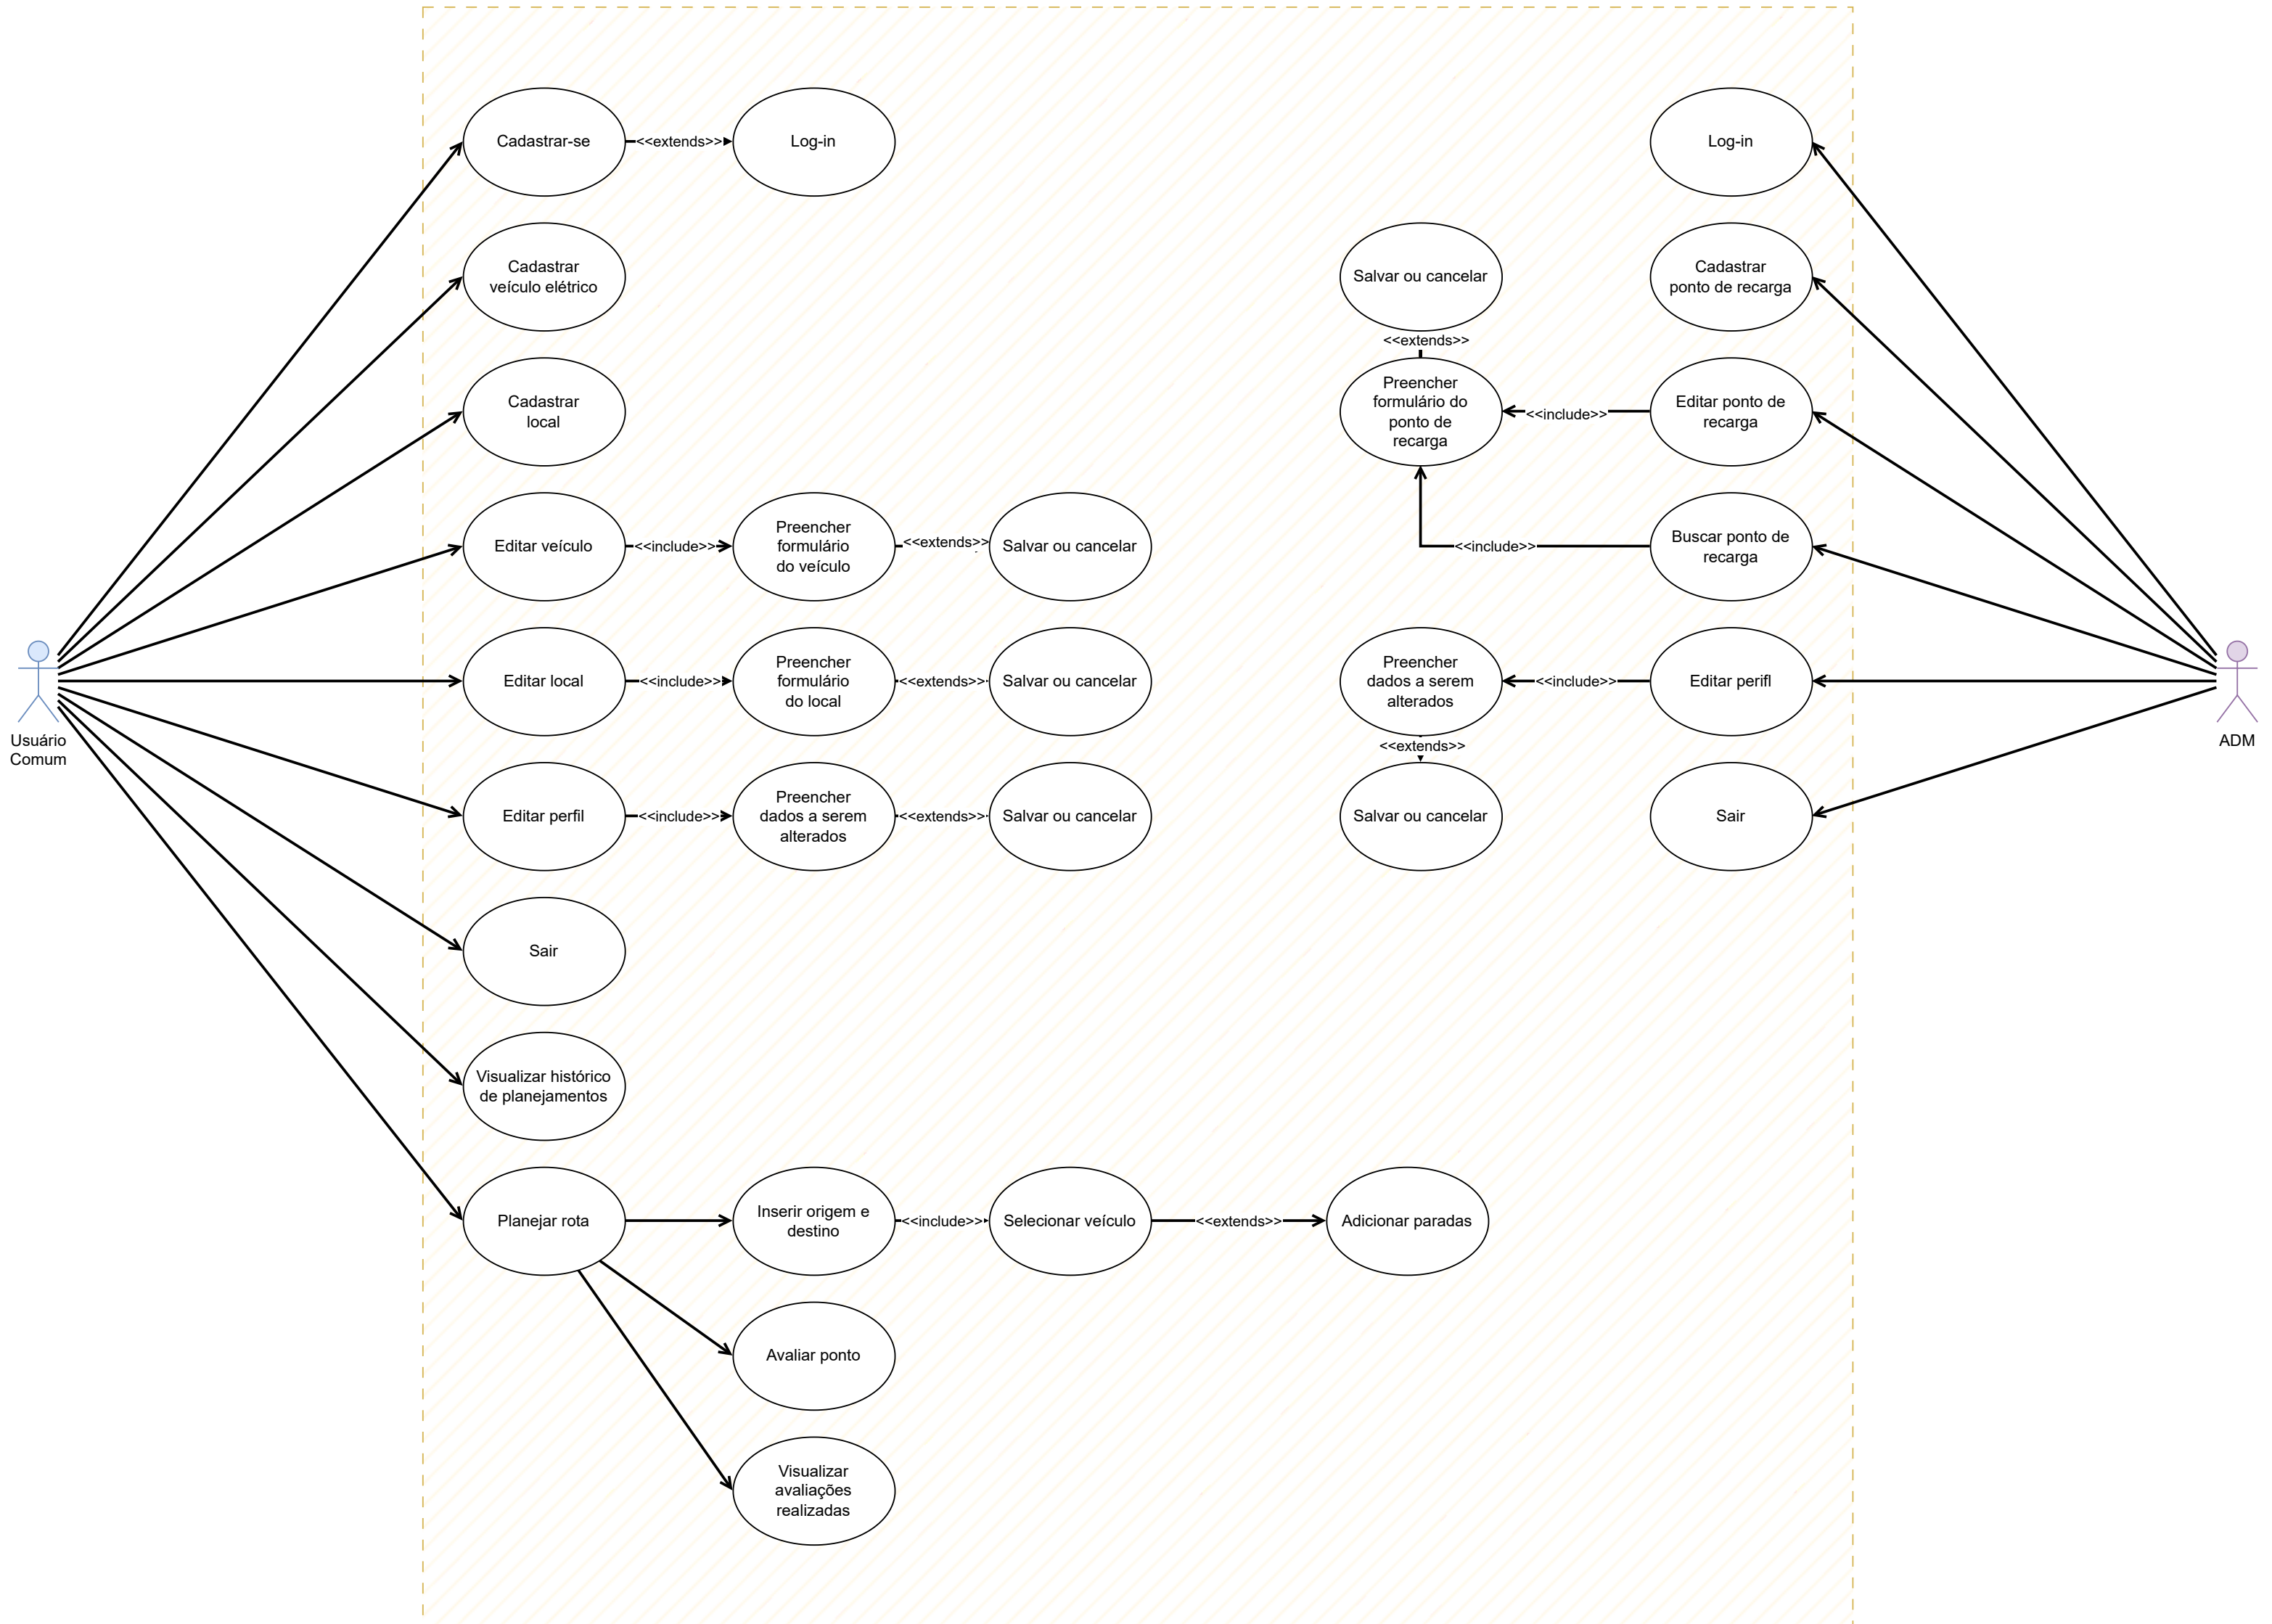 Cadastrar-se
<<extends>>
Log-in
Log-in
Cadastrar
veículo elétrico
Salvar ou cancelar
Cadastrar
ponto de recarga
<<extends>>
Cadastrar
local
Preencher
formulário do
ponto de
recarga
<<include>>
Editar ponto de
recarga
Editar veículo
<<include>>
Preencher
formulário
do veículo
<<extends>>
Salvar ou cancelar
<<include>>
Buscar ponto de
recarga
Usuário
Comum
Editar local
<<include>>
Preencher
formulário
do local
<<extends>>
Salvar ou cancelar
Preencher
dados a serem
alterados
<<include>>
Editar perifl
ADM
<<extends>>
Editar perfil
<<include>>
Preencher
dados a serem
alterados
<<extends>>
Salvar ou cancelar
Salvar ou cancelar
Sair
Sair
Visualizar histórico
de planejamentos
Planejar rota
Inserir origem e
destino
<<include>>
Selecionar veículo
<<extends>>
Adicionar paradas
Avaliar ponto
Visualizar
avaliações
realizadas